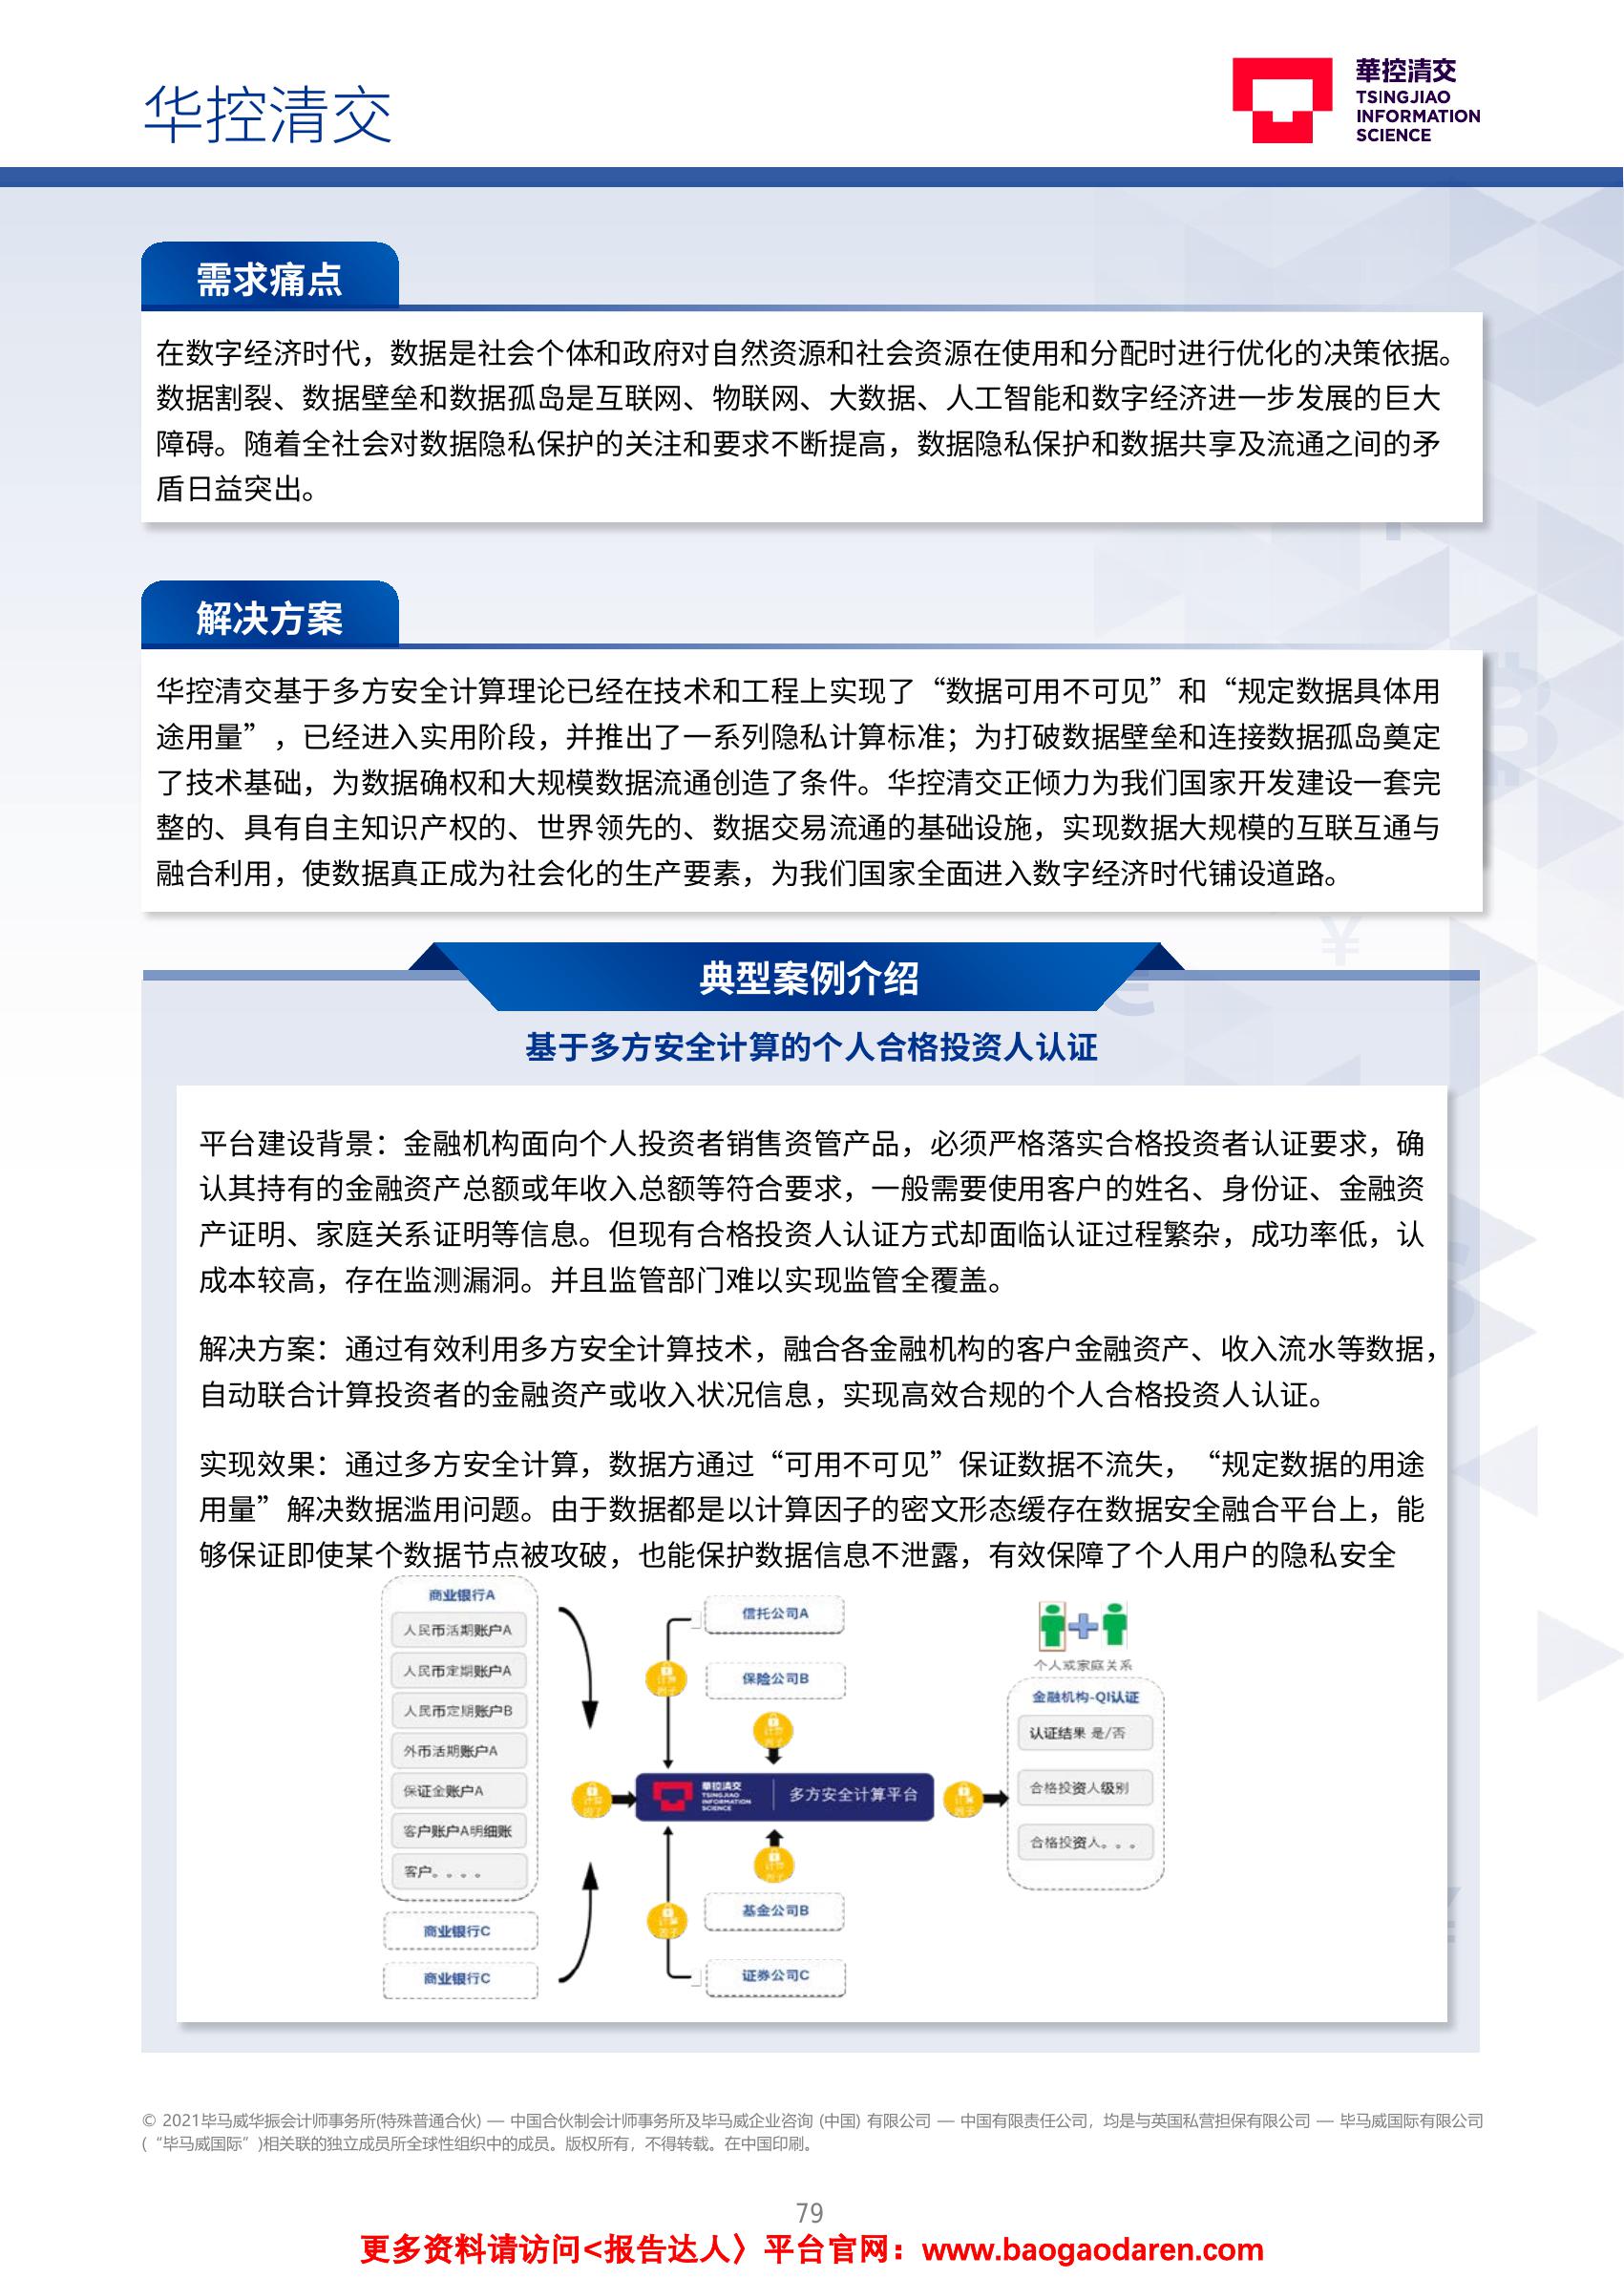 华控清交
華控清交
TSINGJIAO
INFORMATION
SCIENCE
需求痛点
在数字经济时代，数据是社会个体和政府对自然资源和社会资源在使用和分配时进行优化的决策依据。
数据割裂、数据壁垒和数据孤岛是互联网、物联网、大数据、人工智能和数字经济进一步发展的巨大
障碍。随着全社会对数据隐私保护的关注和要求不断提高，数据隐私保护和数据共享及流通之间的矛
盾日益突出。
解决方案
华控清交基于多方安全计算理论已经在技术和工程上实现了“数据可用不可见”和“规定数据具体用
途用量”，已经进入实用阶段，并推出了一系列隐私计算标准；为打破数据壁垒和连接数据孤岛奠定
了技术基础，为数据确权和大规模数据流通创造了条件。华控清交正倾力为我们国家开发建设一套完
整的、具有自主知识产权的、世界领先的、数据交易流通的基础设施，实现数据大规模的互联互通与
融合利用，使数据真正成为社会化的生产要素，为我们国家全面进入数字经济时代铺设道路。
典型案例介绍
基于多方安全计算的个人合格投资人认证
平台建设背景：金融机构面向个人投资者销售资管产品，必须严格落实合格投资者认证要求，确
认其持有的金融资产总额或年收入总额等符合要求，一般需要使用客户的姓名、身份证、金融资
产证明、家庭关系证明等信息。但现有合格投资人认证方式却面临认证过程繁杂，成功率低，认
成本较高，存在监测漏洞。并且监管部门难以实现监管全覆盖。
解决方案：通过有效利用多方安全计算技术，融合各金融机构的客户金融资产、收入流水等数据，
自动联合计算投资者的金融资产或收入状况信息，实现高效合规的个人合格投资人认证。
实现效果：通过多方安全计算，数据方通过“可用不可见”保证数据不流失，“规定数据的用途
用量”解决数据滥用问题。由于数据都是以计算因子的密文形态缓存在数据安全融合平台上，能
够保证即使某个数据节点被攻破，也能保护数据信息不泄露，有效保障了个人用户的隐私安全
商业银行A
人民币活期账户A
人民币定期账户A
人民币定期账户B
外币活期账户A
保证金账户A
客户账户A明细账
客户。。。。
商业银行C
商业银行C
信托公司A
保险公司B
计算
因子
计算
因子
计算
因子
華控清交
TSINGJIAO
INFORMATION
SCIENCE
多方安全计算平台
计算
因子
计算
因子
计算
因子
基金公司B
证券公司C
个人或家庭关系
金融机构-QI认证
认证结果 是/否
合格投资人级别
合格投资人。。。
© 2021毕马威华振会计师事务所(特殊普通合伙) — 中国合伙制会计师事务所及毕马威企业咨询 (中国) 有限公司 — 中国有限责任公司，均是与英国私营担保有限公司 — 毕马威国际有限公司
(“毕马威国际”)相关联的独立成员所全球性组织中的成员。版权所有，不得转载。在中国印刷。
79
更多资料请访问<报告达人〉平台官网：www.baogaodaren.com